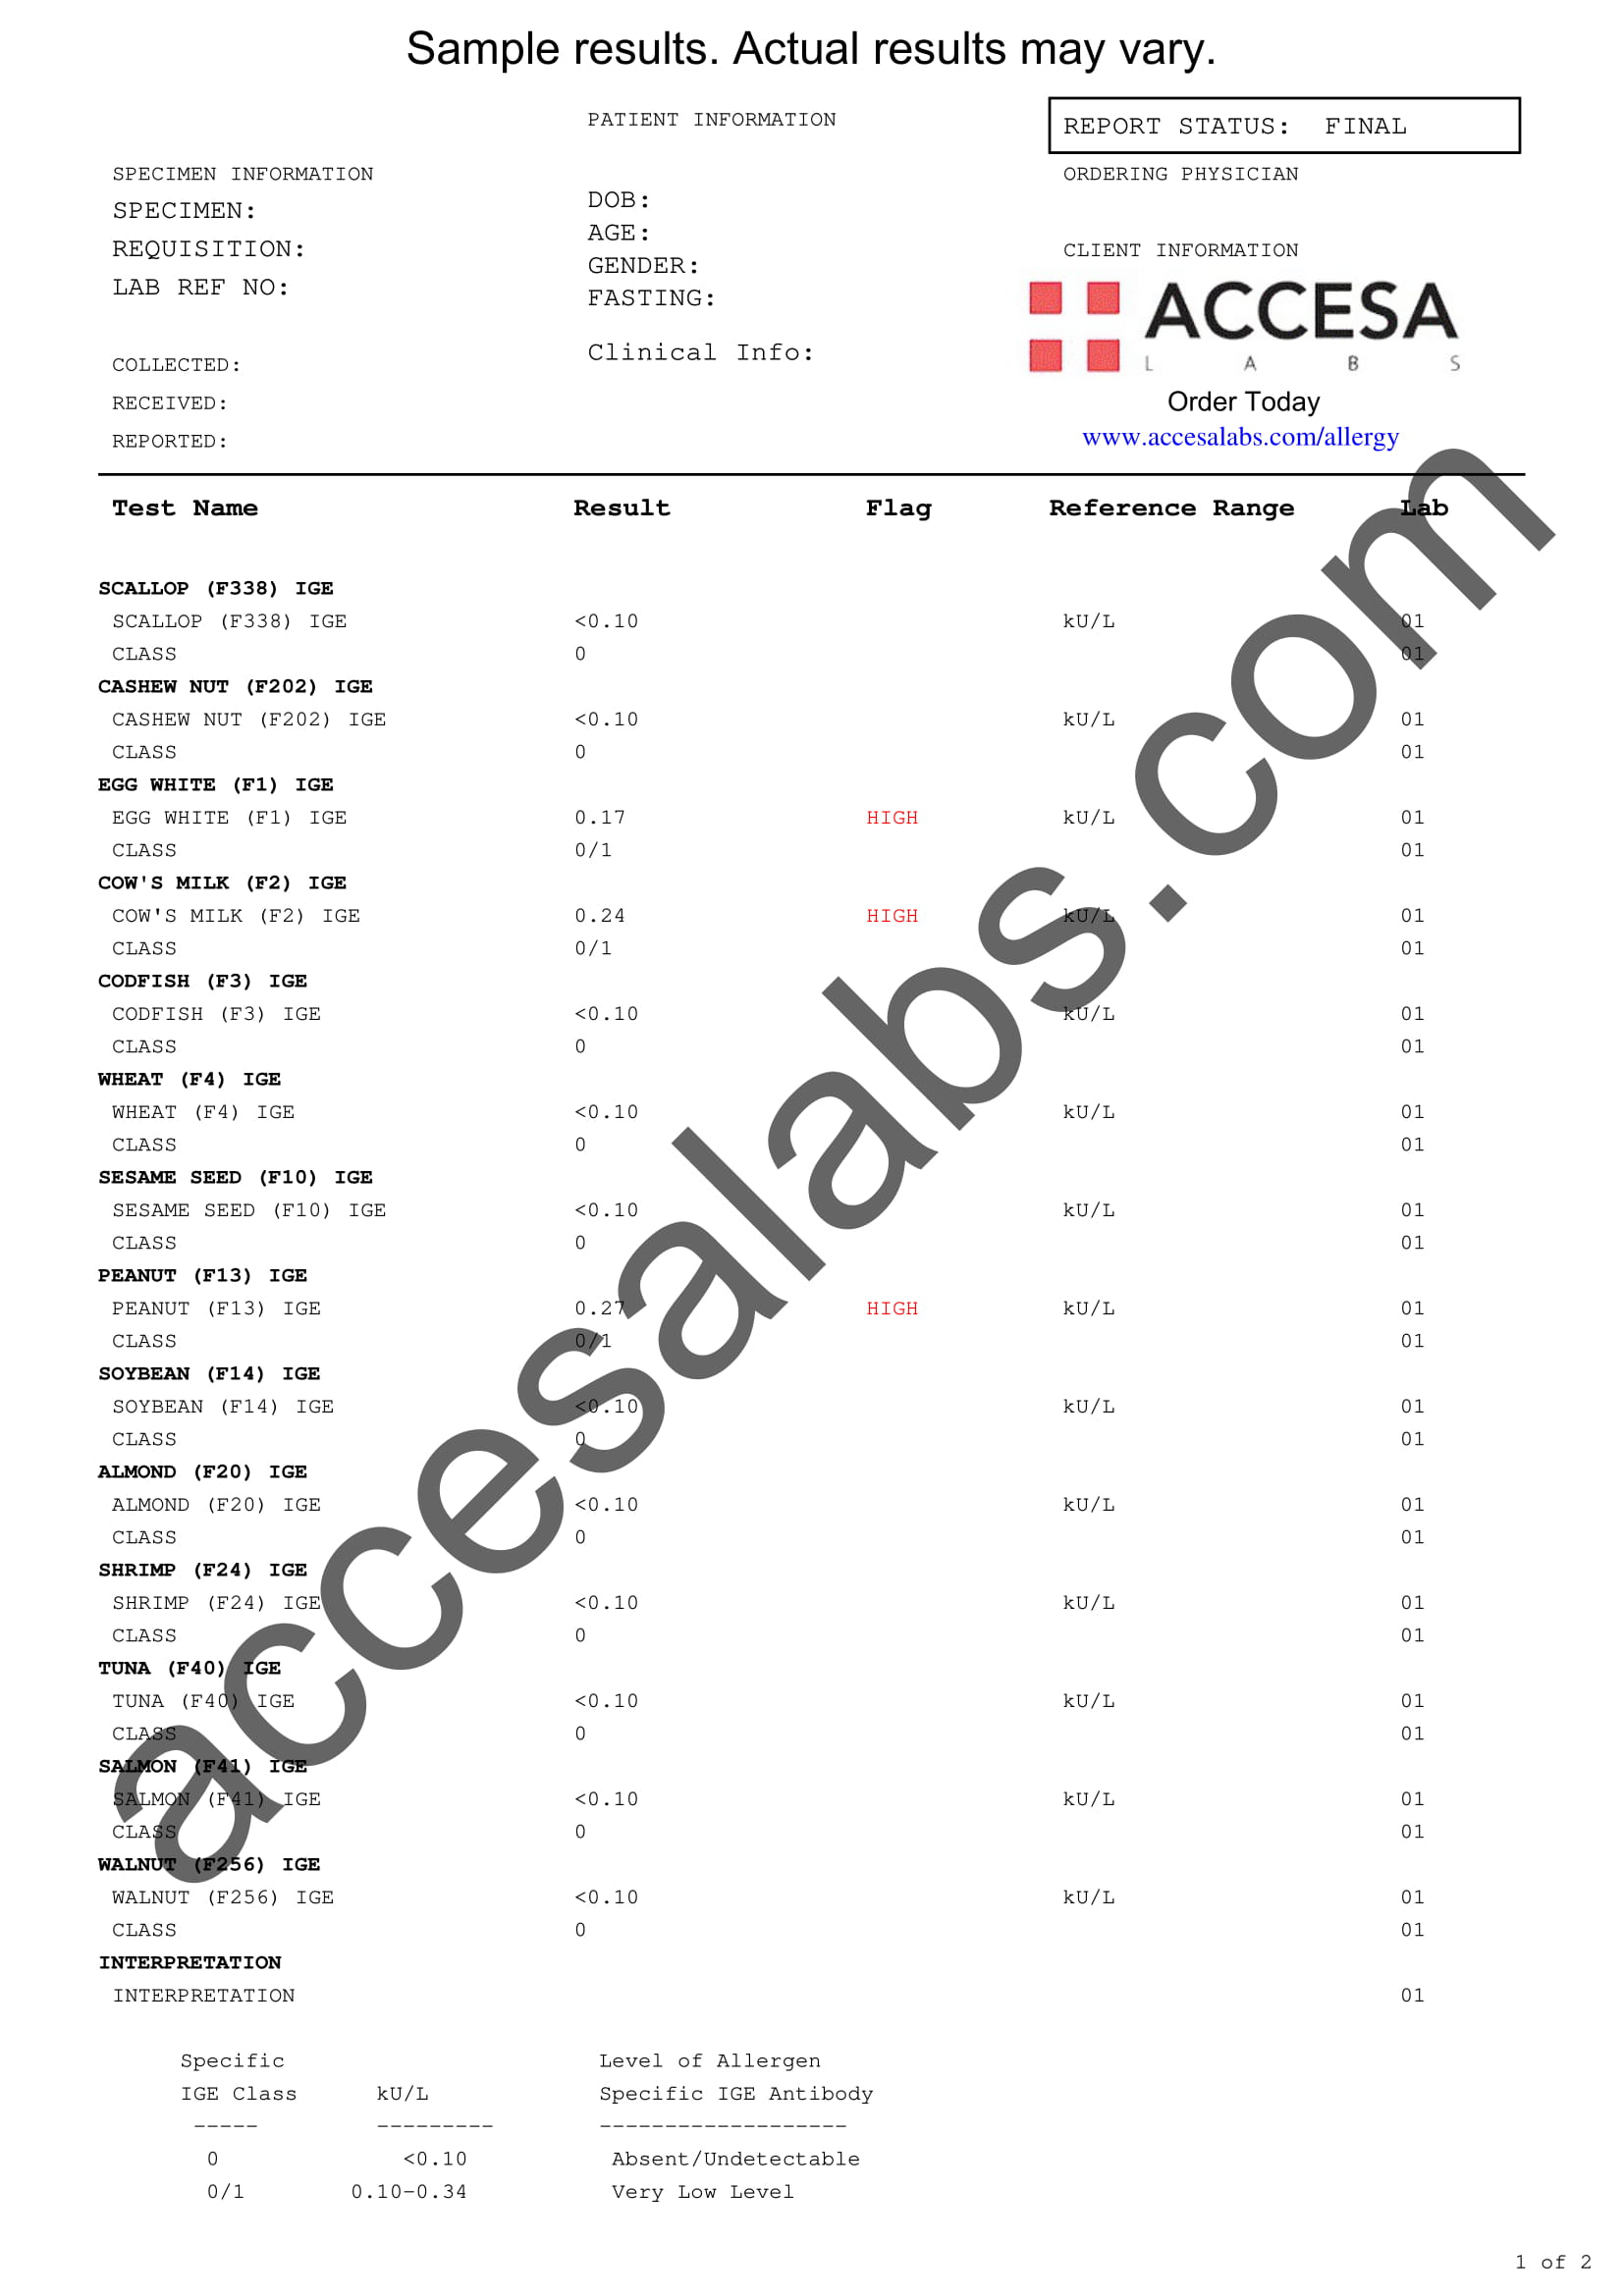 Sample results. Actual results may vary.
PATIENT INFORMATION
REPORT STATUS: FINAL
SPECIMEN INFORMATION
ORDERING PHYSICIAN
SPECIMEN:
DOB:
REQUISITION:
AGE:
CLIENT INFORMATION
GENDER:
LAB REF NO:
FASTING:
ACCESA
LABS
Clinical Info:
COLLECTED:
Order Today
RECEIVED:
www.accesalabs.com/allergy
REPORTED:
Test Name Result Flag Reference Range Lab
SCALLOP (F338) IGE
SCALLOP (F338) IGE <0.10 kU/L 01
CLASS 0 01
CASHEW NUT (F202) IGE
CASHEW NUT (F202) IGE <0.10 kU/L 01
CLASS 0 01
EGG WHITE (F1) IGE
EGG WHITE (F1) IGE 0.17 HIGH kU/L 01
CLASS 0/1 01
COW'S MILK (F2) IGE
COW'S MILK (F2) IGE 0.24 HIGH kU/L 01
CLASS 0/1 01
CODFISH (F3) IGE
CODFISH (F3) IGE <0.10 kU/L 01
CLASS 0 01
WHEAT (F4) IGE
WHEAT (F4) IGE <0.10 kU/L 01
CLASS 0 01
SESAME SEED (F10) IGE
SESAME SEED (F10) IGE <0.10 kU/L 01
CLASS 0 01
PEANUT (F13) IGE
PEANUT (F13) IGE 0.27 HIGH kU/L 01
CLASS 0/1 01
SOYBEAN (F14) IGE
SOYBEAN (F14) IGE <0.10 kU/L 01
CLASS 0 01
ALMOND (F20) IGE
ALMOND (F20) IGE <0.10 kU/L 01
CLASS 0 01
SHRIMP (F24) IGE
SHRIMP (F24) IGE <0.10 kU/L 01
CLASS 0 01
TUNA (F40) IGE
TUNA (F40) IGE <0.10 kU/L 01
CLASS 0 01
SALMON (F41) IGE
SALMON (F41) IGE <0.10 kU/L 01
CLASS 0 01
WALNUT (F256) IGE
WALNUT (F256) IGE <0.10 kU/L 01
CLASS 0 01
INTERPRETATION
INTERPRETATION 01
Specific Level of Allergen
IGE Class kU/L Specific IGE Antibody
----- --------- -------------------
0 <0.10 Absent/Undetectable
0/1 0.10-0.34 Very Low Level
1 of 2
accesalabs.com